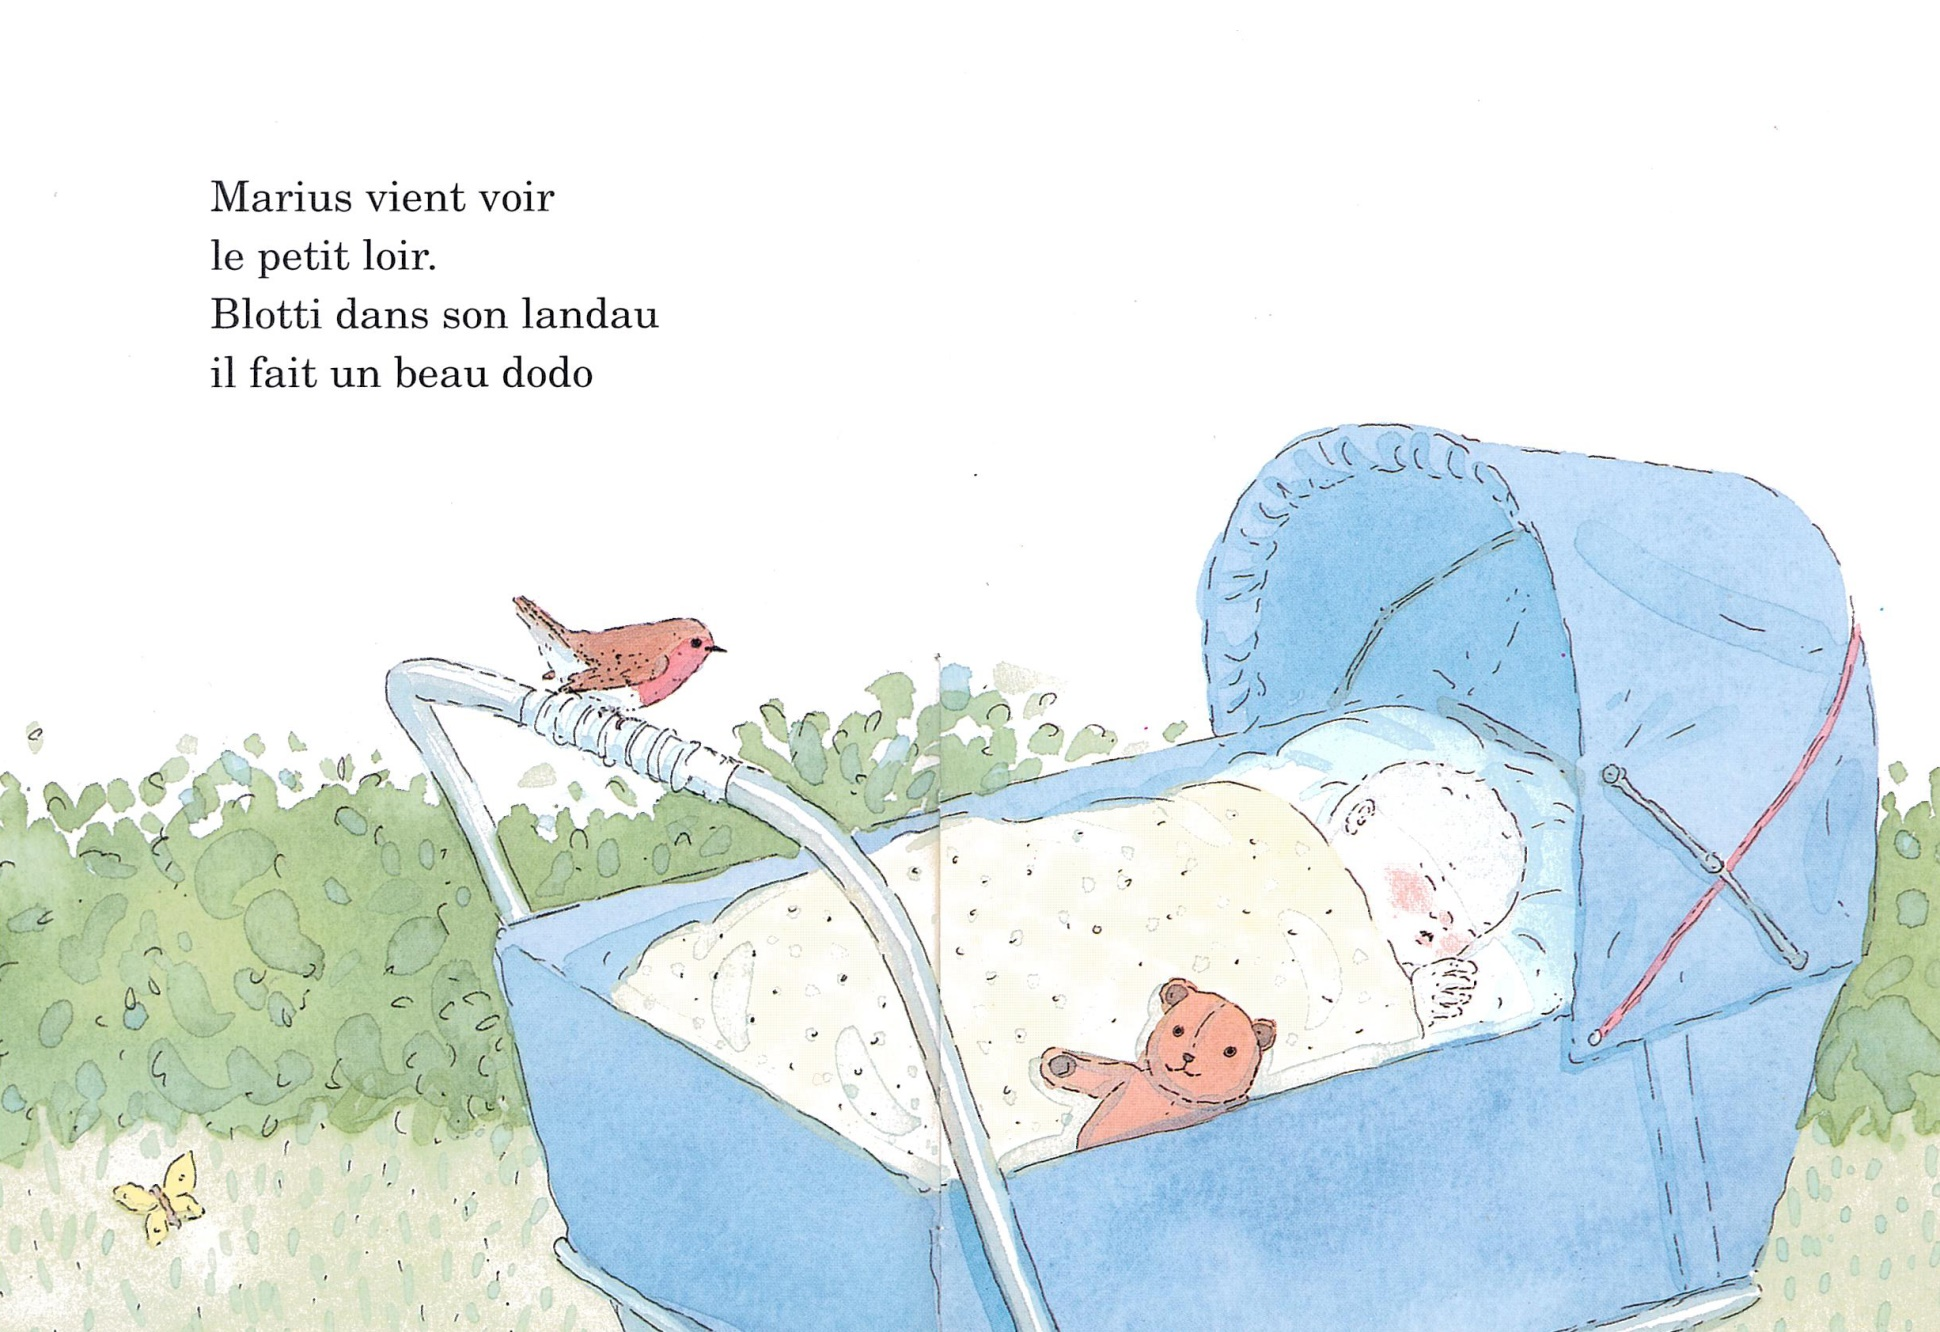 Marius vient voir
le petit loir.
Blotti dans son landau
il fait un beau dodo